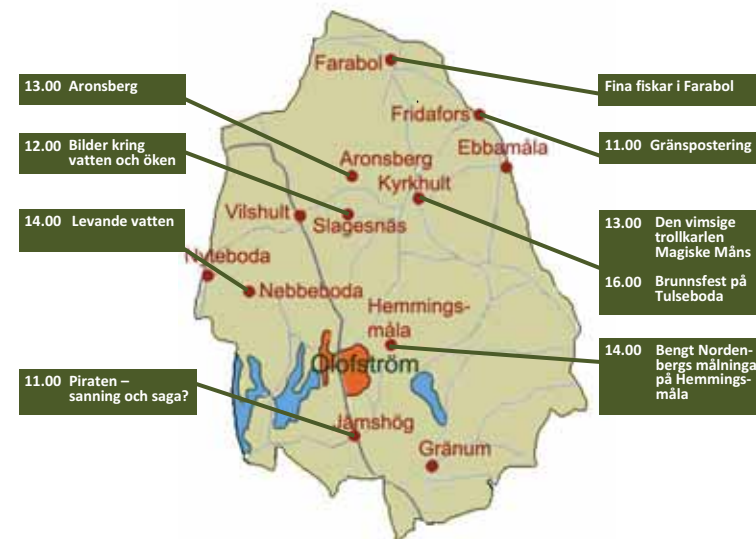 13.00 Aronsberg
12.00 Bilder kring
vatten och öken
14.00 Levande vatten
11.00 Piraten –
sanning och saga?
Farabol
Fridafors
Ebbamåla
Aronsberg
Kyrkhult
Vilshult
Slagesnäs
Nyteboda
Nebbeboda
Hemmings-
måla
Olofström
Jämshög
Gränum
Fina fiskar i Farabol
11.00 Gränspostering
13.00 Den vimsige
trollkarlen
Magiske Måns
16.00 Brunnsfest på
Tulseboda
14.00 Bengt Norden-
bergs målninga
på Hemmings-
måla